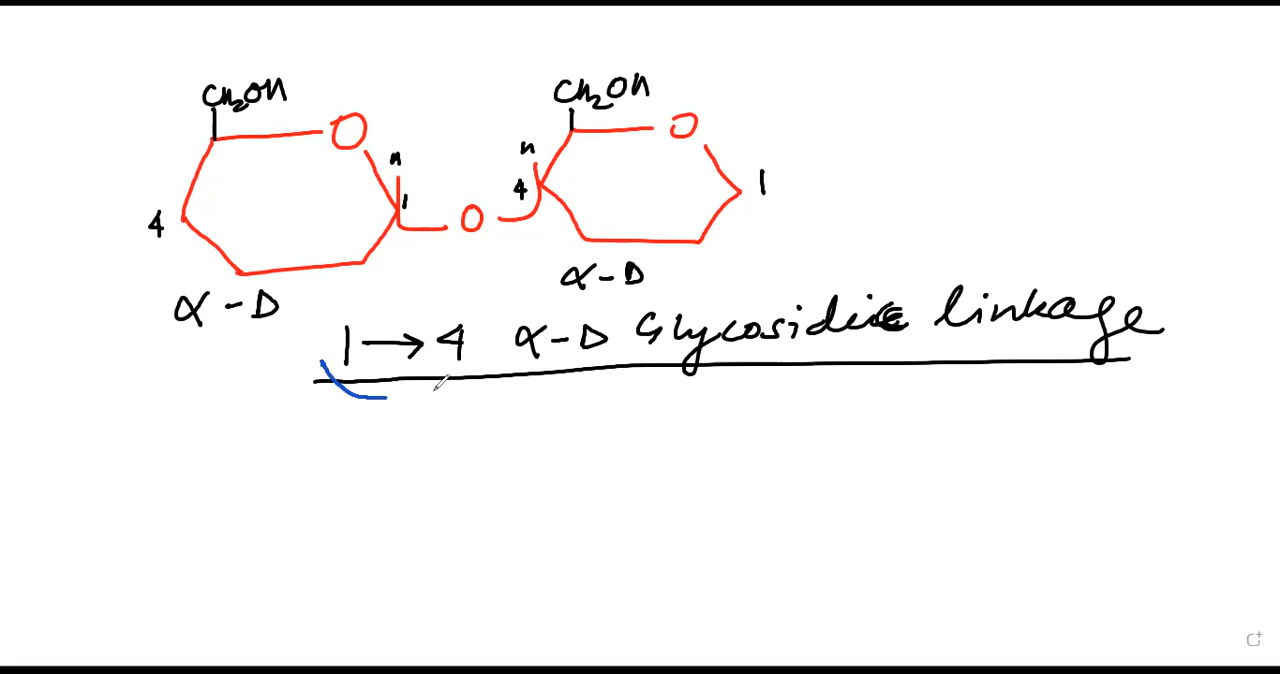 CH2OH CH2OH
O O
H H
4 1 O 4 1
α-D α-D
1 → 4 α-D Glycosidic linkage